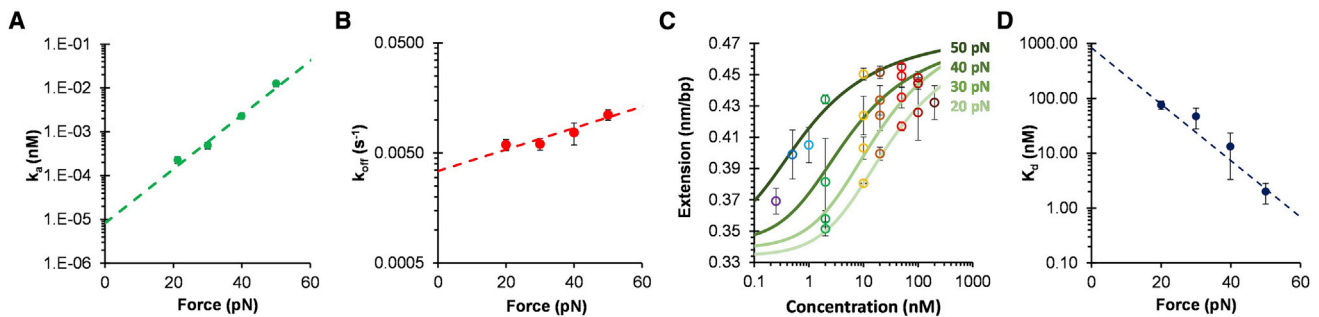 A
k_a (nM)
1.E-01
1.E-02
1.E-03
1.E-04
1.E-05
1.E-06
0 20 40 60
Force (pN)
B
k_off (s⁻¹)
0.0500
0.0050
0.0005
0 20 40 60
Force (pN)
C
Extension (nm/bp)
0.47
0.45
0.43
0.41
0.39
0.37
0.35
0.33
0.1 1 10 100 1000
Concentration (nM)
50 pN
40 pN
30 pN
20 pN
D
K_d (nM)
1000.00
100.00
10.00
1.00
0.10
0 20 40 60
Force (pN)